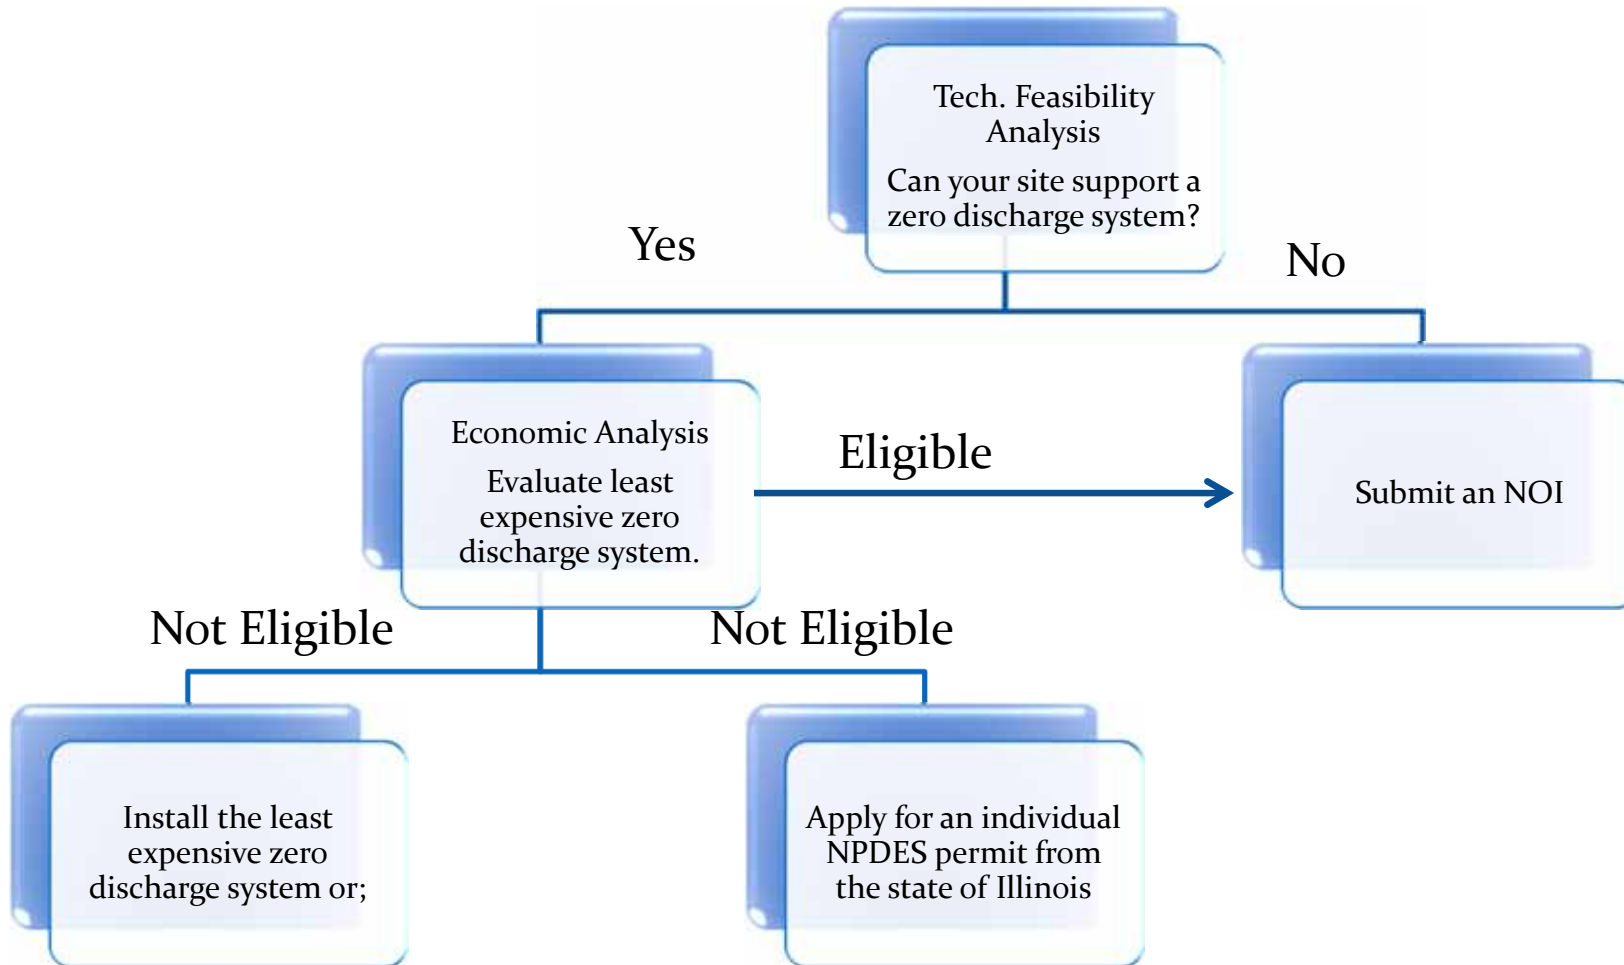 Tech. Feasibility
Analysis
Can your site support a
zero discharge system?
Yes
No
Economic Analysis
Evaluate least
expensive zero
discharge system.
Eligible
Submit an NOI
Not Eligible
Not Eligible
Install the least
expensive zero
discharge system or;
Apply for an individual
NPDES permit from
the state of Illinois